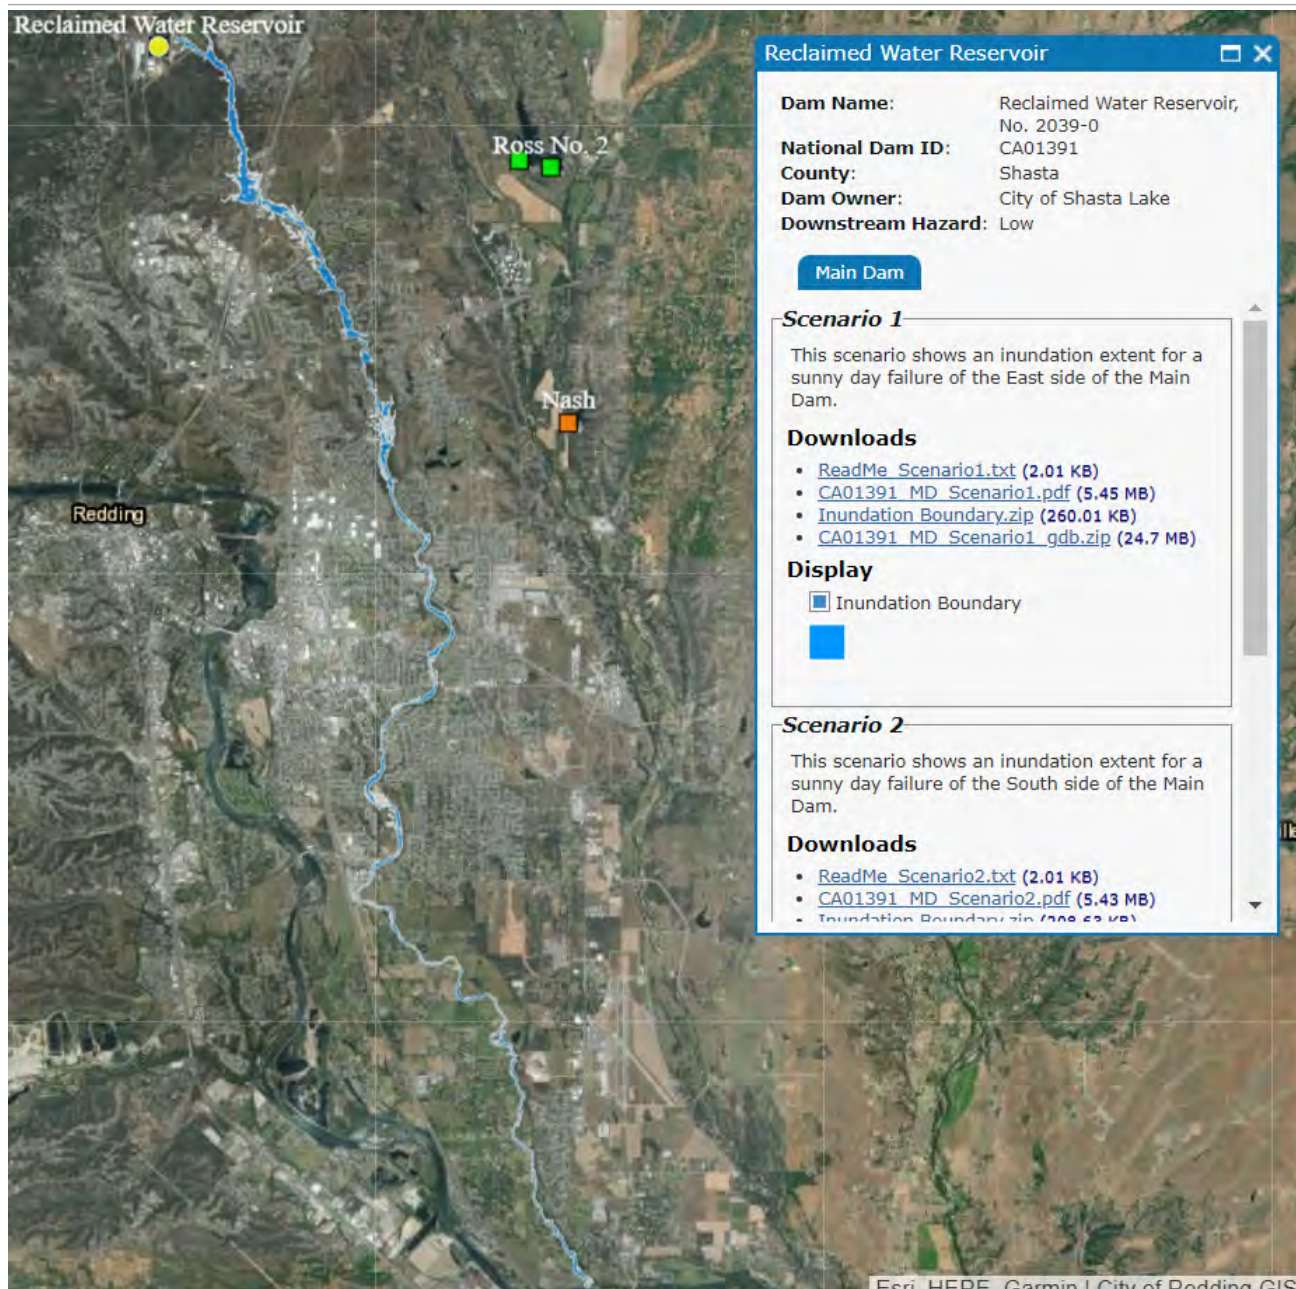 Reclaimed Water Reservoir
Ross No. 2
Nash
Redding
Reclaimed Water Reservoir
Dam Name: Reclaimed Water Reservoir,
No. 2039-0
National Dam ID: CA01391
County: Shasta
Dam Owner: City of Shasta Lake
Downstream Hazard: Low
Main Dam
Scenario 1
This scenario shows an inundation extent for a
sunny day failure of the East side of the Main
Dam.
Downloads
• ReadMe_Scenario1.txt (2.01 KB)
• CA01391_MD_Scenario1.pdf (5.45 MB)
• Inundation Boundary.zip (260.01 KB)
• CA01391_MD_Scenario1_gdb.zip (24.7 MB)
Display
Inundation Boundary
Scenario 2
This scenario shows an inundation extent for a
sunny day failure of the South side of the Main
Dam.
Downloads
• ReadMe_Scenario2.txt (2.01 KB)
• CA01391_MD_Scenario2.pdf (5.43 MB)
• Inundation Boundary.zip (208.63 KB)
Esri, HERE, Garmin | City of Redding GIS